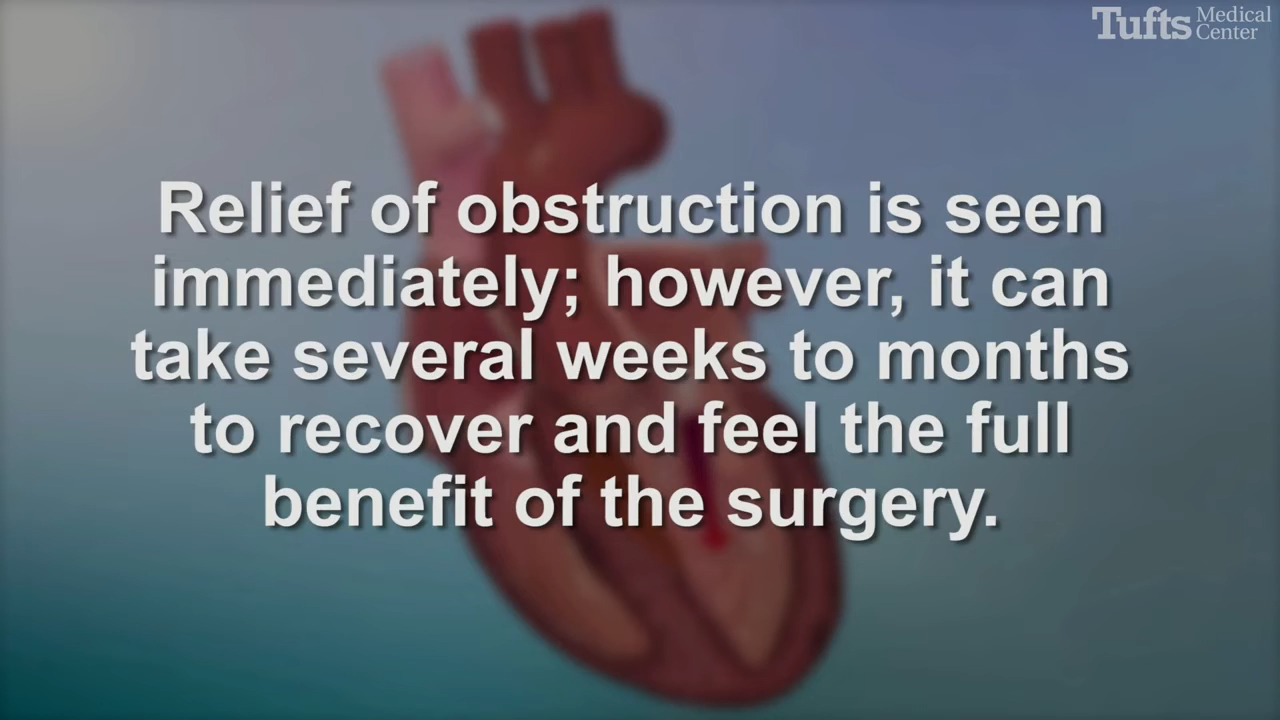 Tufts Medical Center
Relief of obstruction is seen
immediately; however, it can
take several weeks to months
to recover and feel the full
benefit of the surgery.